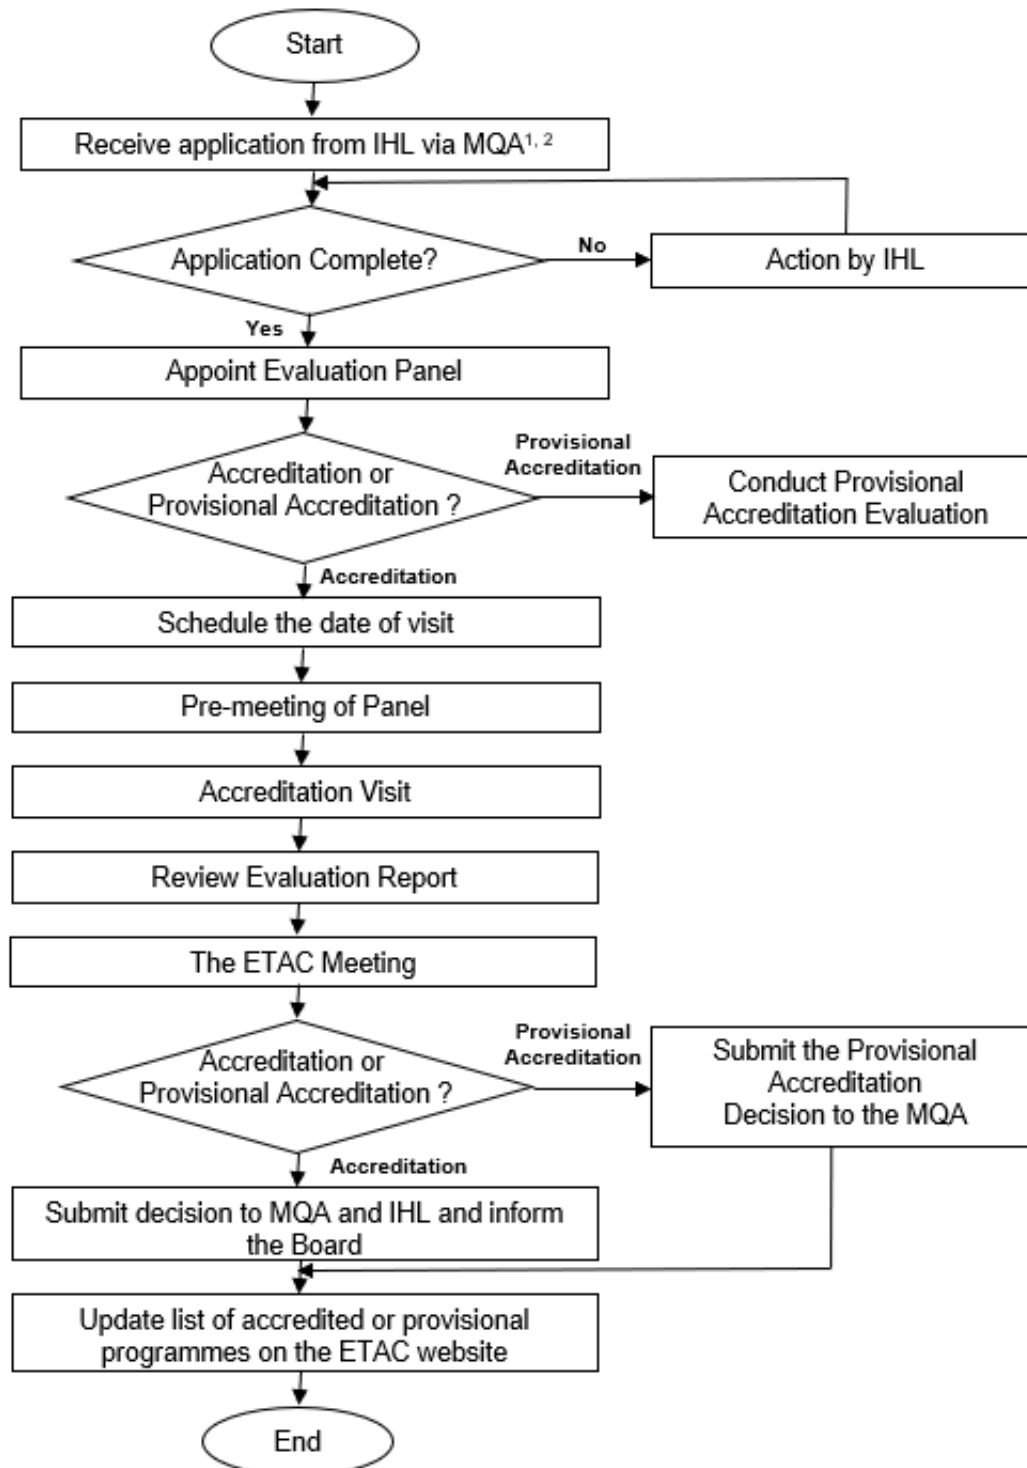 Start
Receive application from IHL via MQA¹, ²
Application Complete?
No
Action by IHL
Yes
Appoint Evaluation Panel
Accreditation or
Provisional Accreditation ?
Provisional
Accreditation
Conduct Provisional
Accreditation Evaluation
Accreditation
Schedule the date of visit
Pre-meeting of Panel
Accreditation Visit
Review Evaluation Report
The ETAC Meeting
Accreditation or
Provisional Accreditation ?
Provisional
Accreditation
Submit the Provisional
Accreditation
Decision to the MQA
Accreditation
Submit decision to MQA and IHL and inform
the Board
Update list of accredited or provisional
programmes on the ETAC website
End